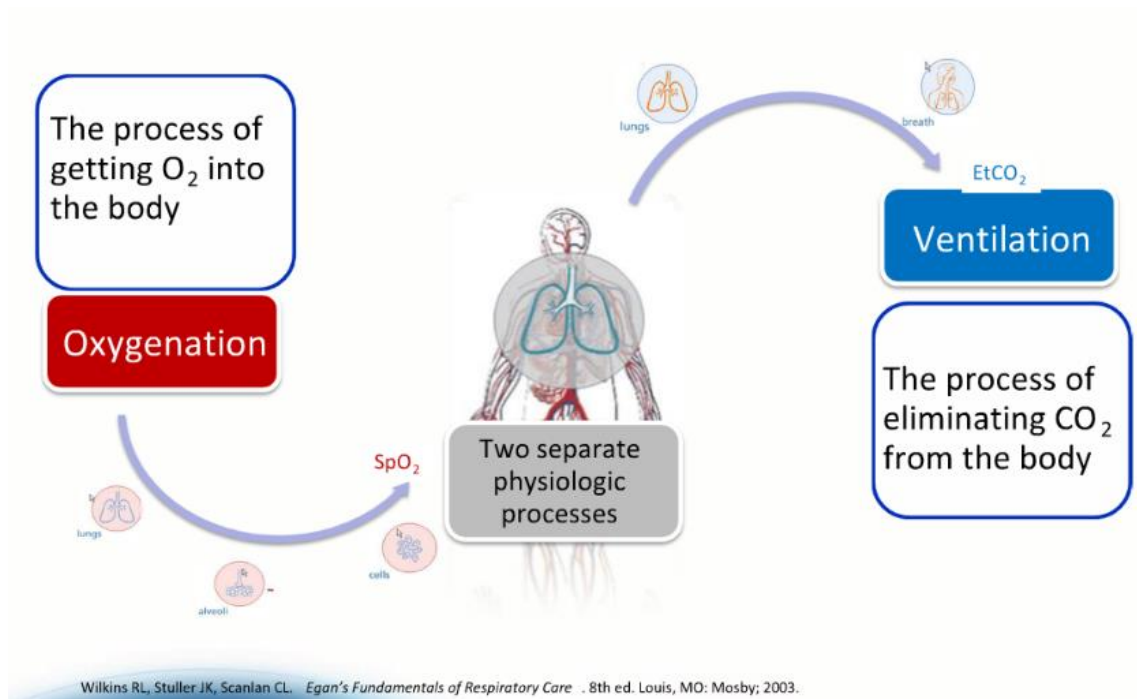 The process of
getting O₂ into
the body
Oxygenation
lungs
alveoli
cells
SpO₂
Two separate
physiologic
processes
lungs
breath
EtCO₂
Ventilation
The process of
eliminating CO₂
from the body
Wilkins RL, Stuller JK, Scanlan CL. Egan's Fundamentals of Respiratory Care . 8th ed. Louis, MO: Mosby; 2003.